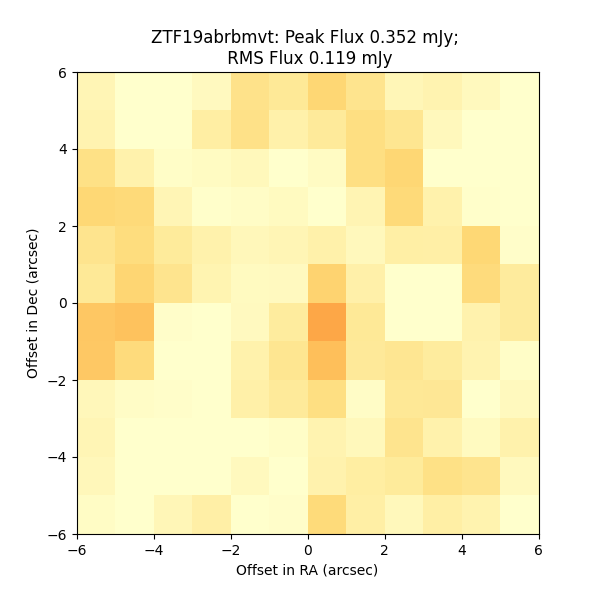 ZTF19abrbmvt: Peak Flux 0.352 mJy;
RMS Flux 0.119 mJy
6
4
2
0
−2
−4
−6
Offset in Dec (arcsec)
−6 −4 −2 0 2 4 6
Offset in RA (arcsec)